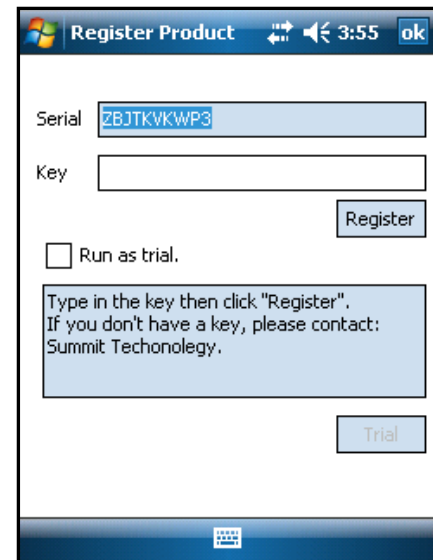 Register Product 3:55 ok
Serial ZBJTKVKWP3
Key
Register
Run as trial.
Type in the key then click "Register".
If you don't have a key, please contact:
Summit Techonolegy.
Trial